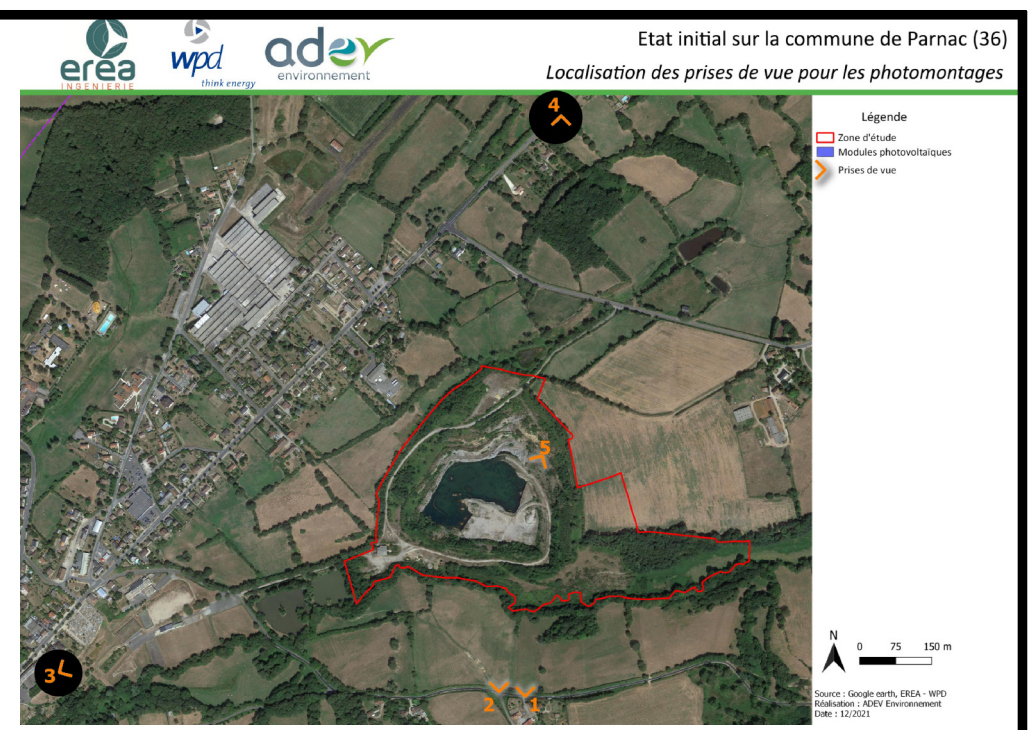 erea
INGENIERIE
wpd
think energy
adev
environnement
Etat initial sur la commune de Parnac (36)
Localisation des prises de vue pour les photomontages
4
Légende
Zone d'étude
Modules photovoltaïques
Prises de vue
5
3
2
1
N
0 75 150 m
Source : Google earth, EREA - WPD
Réalisation : ADEV Environnement
Date : 12/2021